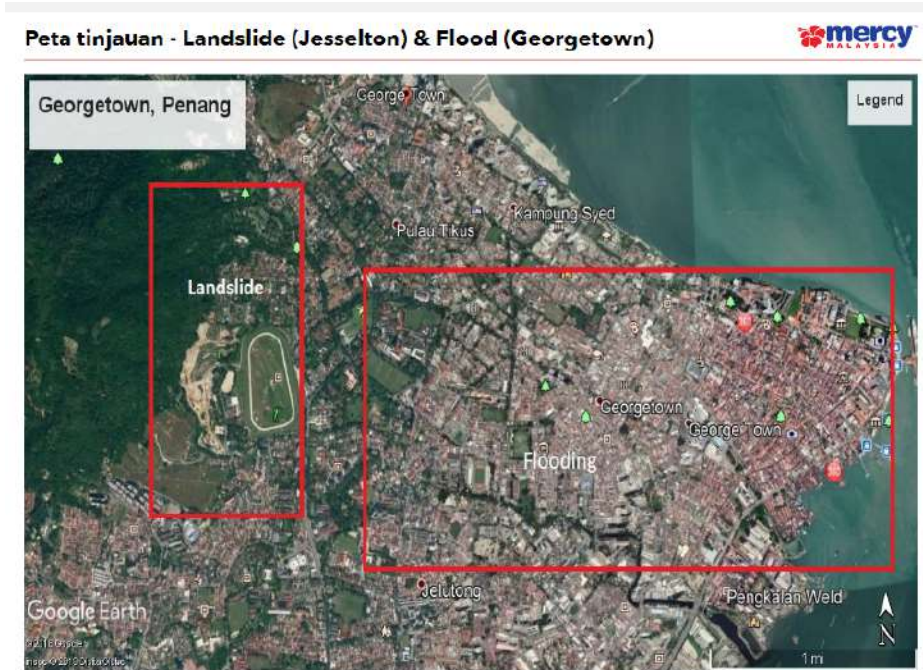 Peta tinjauan - Landslide (Jesselton) & Flood (Georgetown)
mercy
MALAYSIA
Georgetown, Penang
George Town
Legend
Kampung Syed
Pulau Tikus
Landslide
Georgetown
George Town
Flooding
Jelutong
Pengkalan Weld
Google Earth
N
1 mi